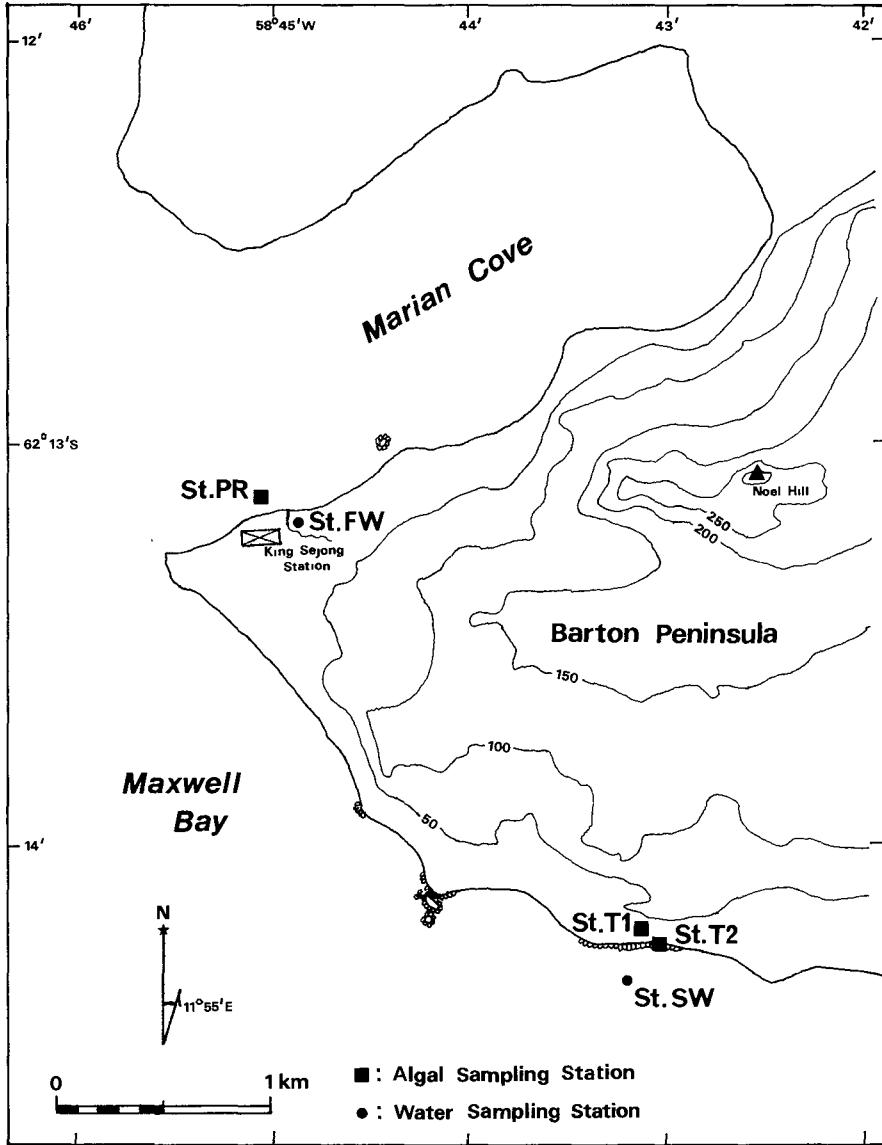 46'
58°45'W
44'
43'
42'
12'
Marian Cove
62°13'S
St.PR
St.FW
King Sejong
Station
Noel Hill
250
200
Barton Peninsula
150
100
Maxwell
Bay
50
14'
N
St.T1
St.T2
St.SW
11°55'E
0
1 km
: Algal Sampling Station
: Water Sampling Station